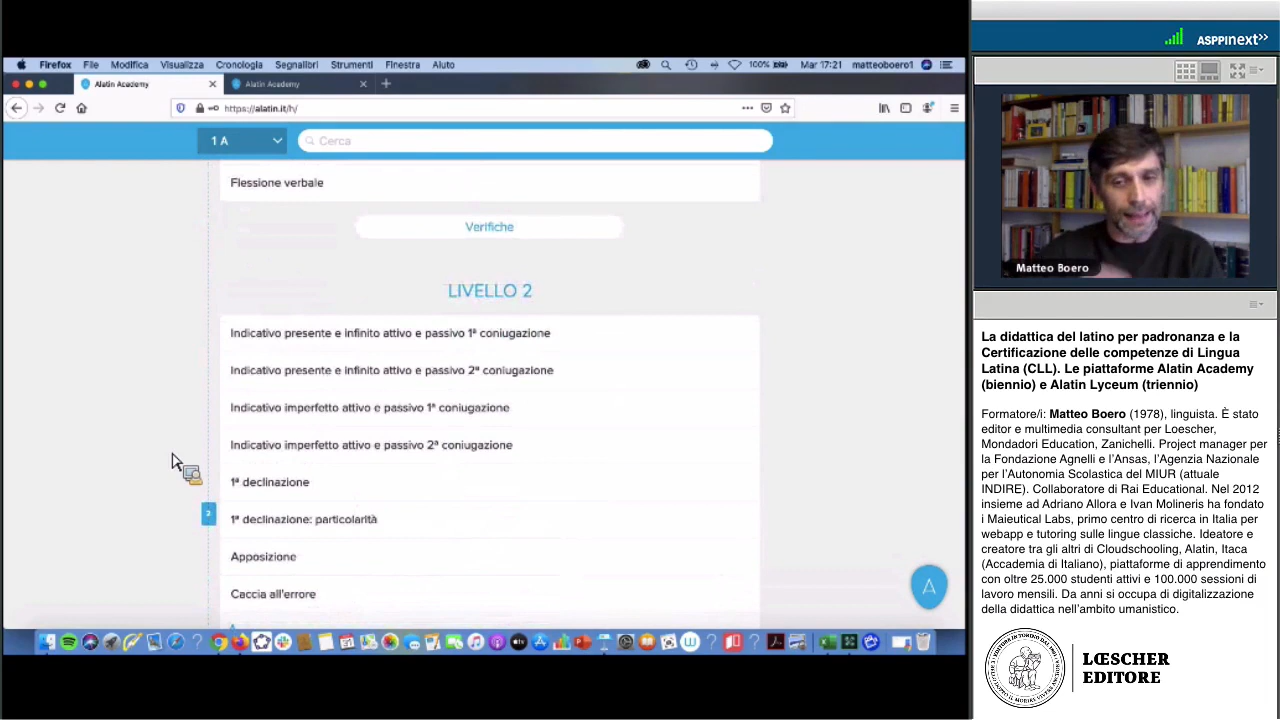 ASPPInext>>
Firefox File Modifica Visualizza Cronologia Segnalibri Strumenti Finestra Aiuto 100% Mar 17:21 matteoboero1
Alatin Academy
Alatin Academy
https://alatin.it/h/
1 A
Cerca
Flessione verbale
Verifiche
LIVELLO 2
Indicativo presente e infinito attivo e passivo 1ª coniugazione
Indicativo presente e infinito attivo e passivo 2ª coniugazione
Indicativo imperfetto attivo e passivo 1ª coniugazione
Indicativo imperfetto attivo e passivo 2ª coniugazione
1ª declinazione
2
1ª declinazione: particolarità
Apposizione
Caccia all'errore
Matteo Boero
La didattica del latino per padronanza e la
Certificazione delle competenze di Lingua
Latina (CLL). Le piattaforme Alatin Academy
(biennio) e Alatin Lyceum (triennio)
Formatore/i: Matteo Boero (1978), linguista. È stato
editor e multimedia consultant per Loescher,
Mondadori Education, Zanichelli. Project manager per
la Fondazione Agnelli e l'Ansas, l'Agenzia Nazionale
per l'Autonomia Scolastica del MIUR (attuale
INDIRE). Collaboratore di Rai Educational. Nel 2012
insieme ad Adriano Allora e Ivan Molineris ha fondato
i Maieutical Labs, primo centro di ricerca in Italia per
webapp e tutoring sulle lingue classiche. Ideatore e
creatore tra gli altri di Cloudschooling, Alatin, Itaca
(Accademia di Italiano), piattaforme di apprendimento
con oltre 25.000 studenti attivi e 100.000 sessioni di
lavoro mensili. Da anni si occupa di digitalizzazione
della didattica nell'ambito umanistico.
LŒSCHER
EDITORE